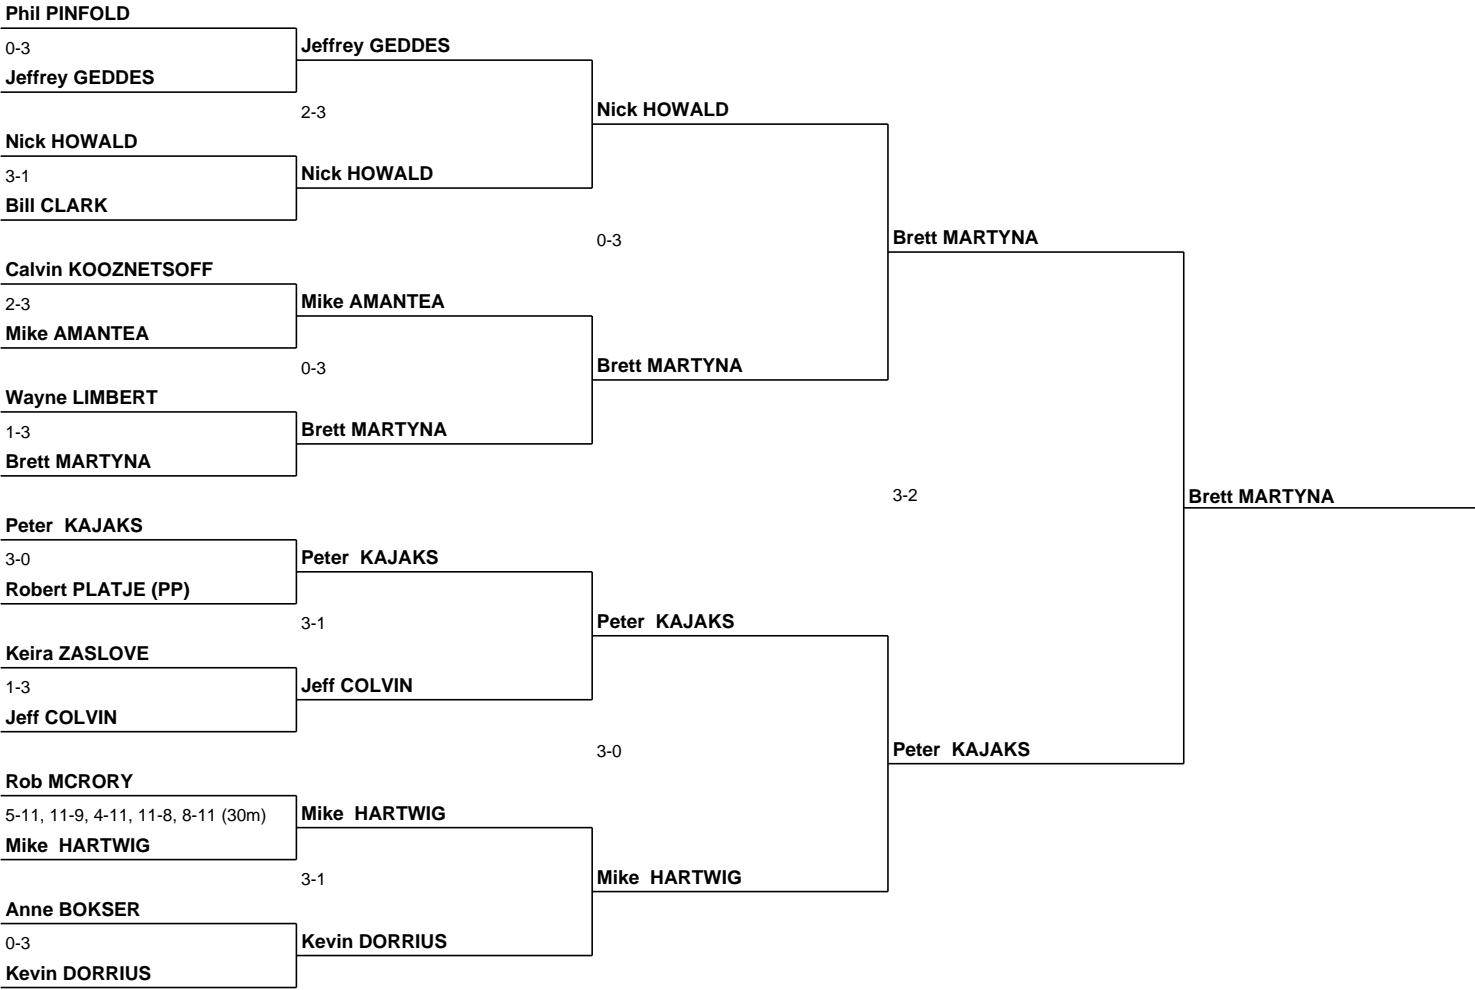 Phil PINFOLD
0-3
Jeffrey GEDDES
Jeffrey GEDDES
2-3
Nick HOWALD
Nick HOWALD
3-1
Bill CLARK
Nick HOWALD
0-3
Brett MARTYNA
Calvin KOOZNETSOFF
2-3
Mike AMANTEA
Mike AMANTEA
0-3
Brett MARTYNA
Wayne LIMBERT
1-3
Brett MARTYNA
Brett MARTYNA
3-2
Brett MARTYNA
Peter KAJAKS
3-0
Robert PLATJE (PP)
Peter KAJAKS
3-1
Peter KAJAKS
Keira ZASLOVE
1-3
Jeff COLVIN
Jeff COLVIN
3-0
Peter KAJAKS
Rob MCRORY
5-11, 11-9, 4-11, 11-8, 8-11 (30m)
Mike HARTWIG
Mike HARTWIG
3-1
Mike HARTWIG
Anne BOKSER
0-3
Kevin DORRIUS
Kevin DORRIUS